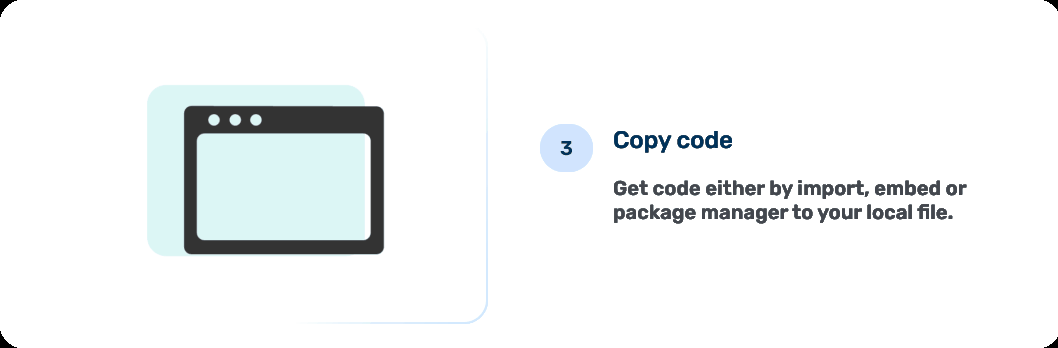 3
Copy code
Get code either by import, embed or
package manager to your local file.